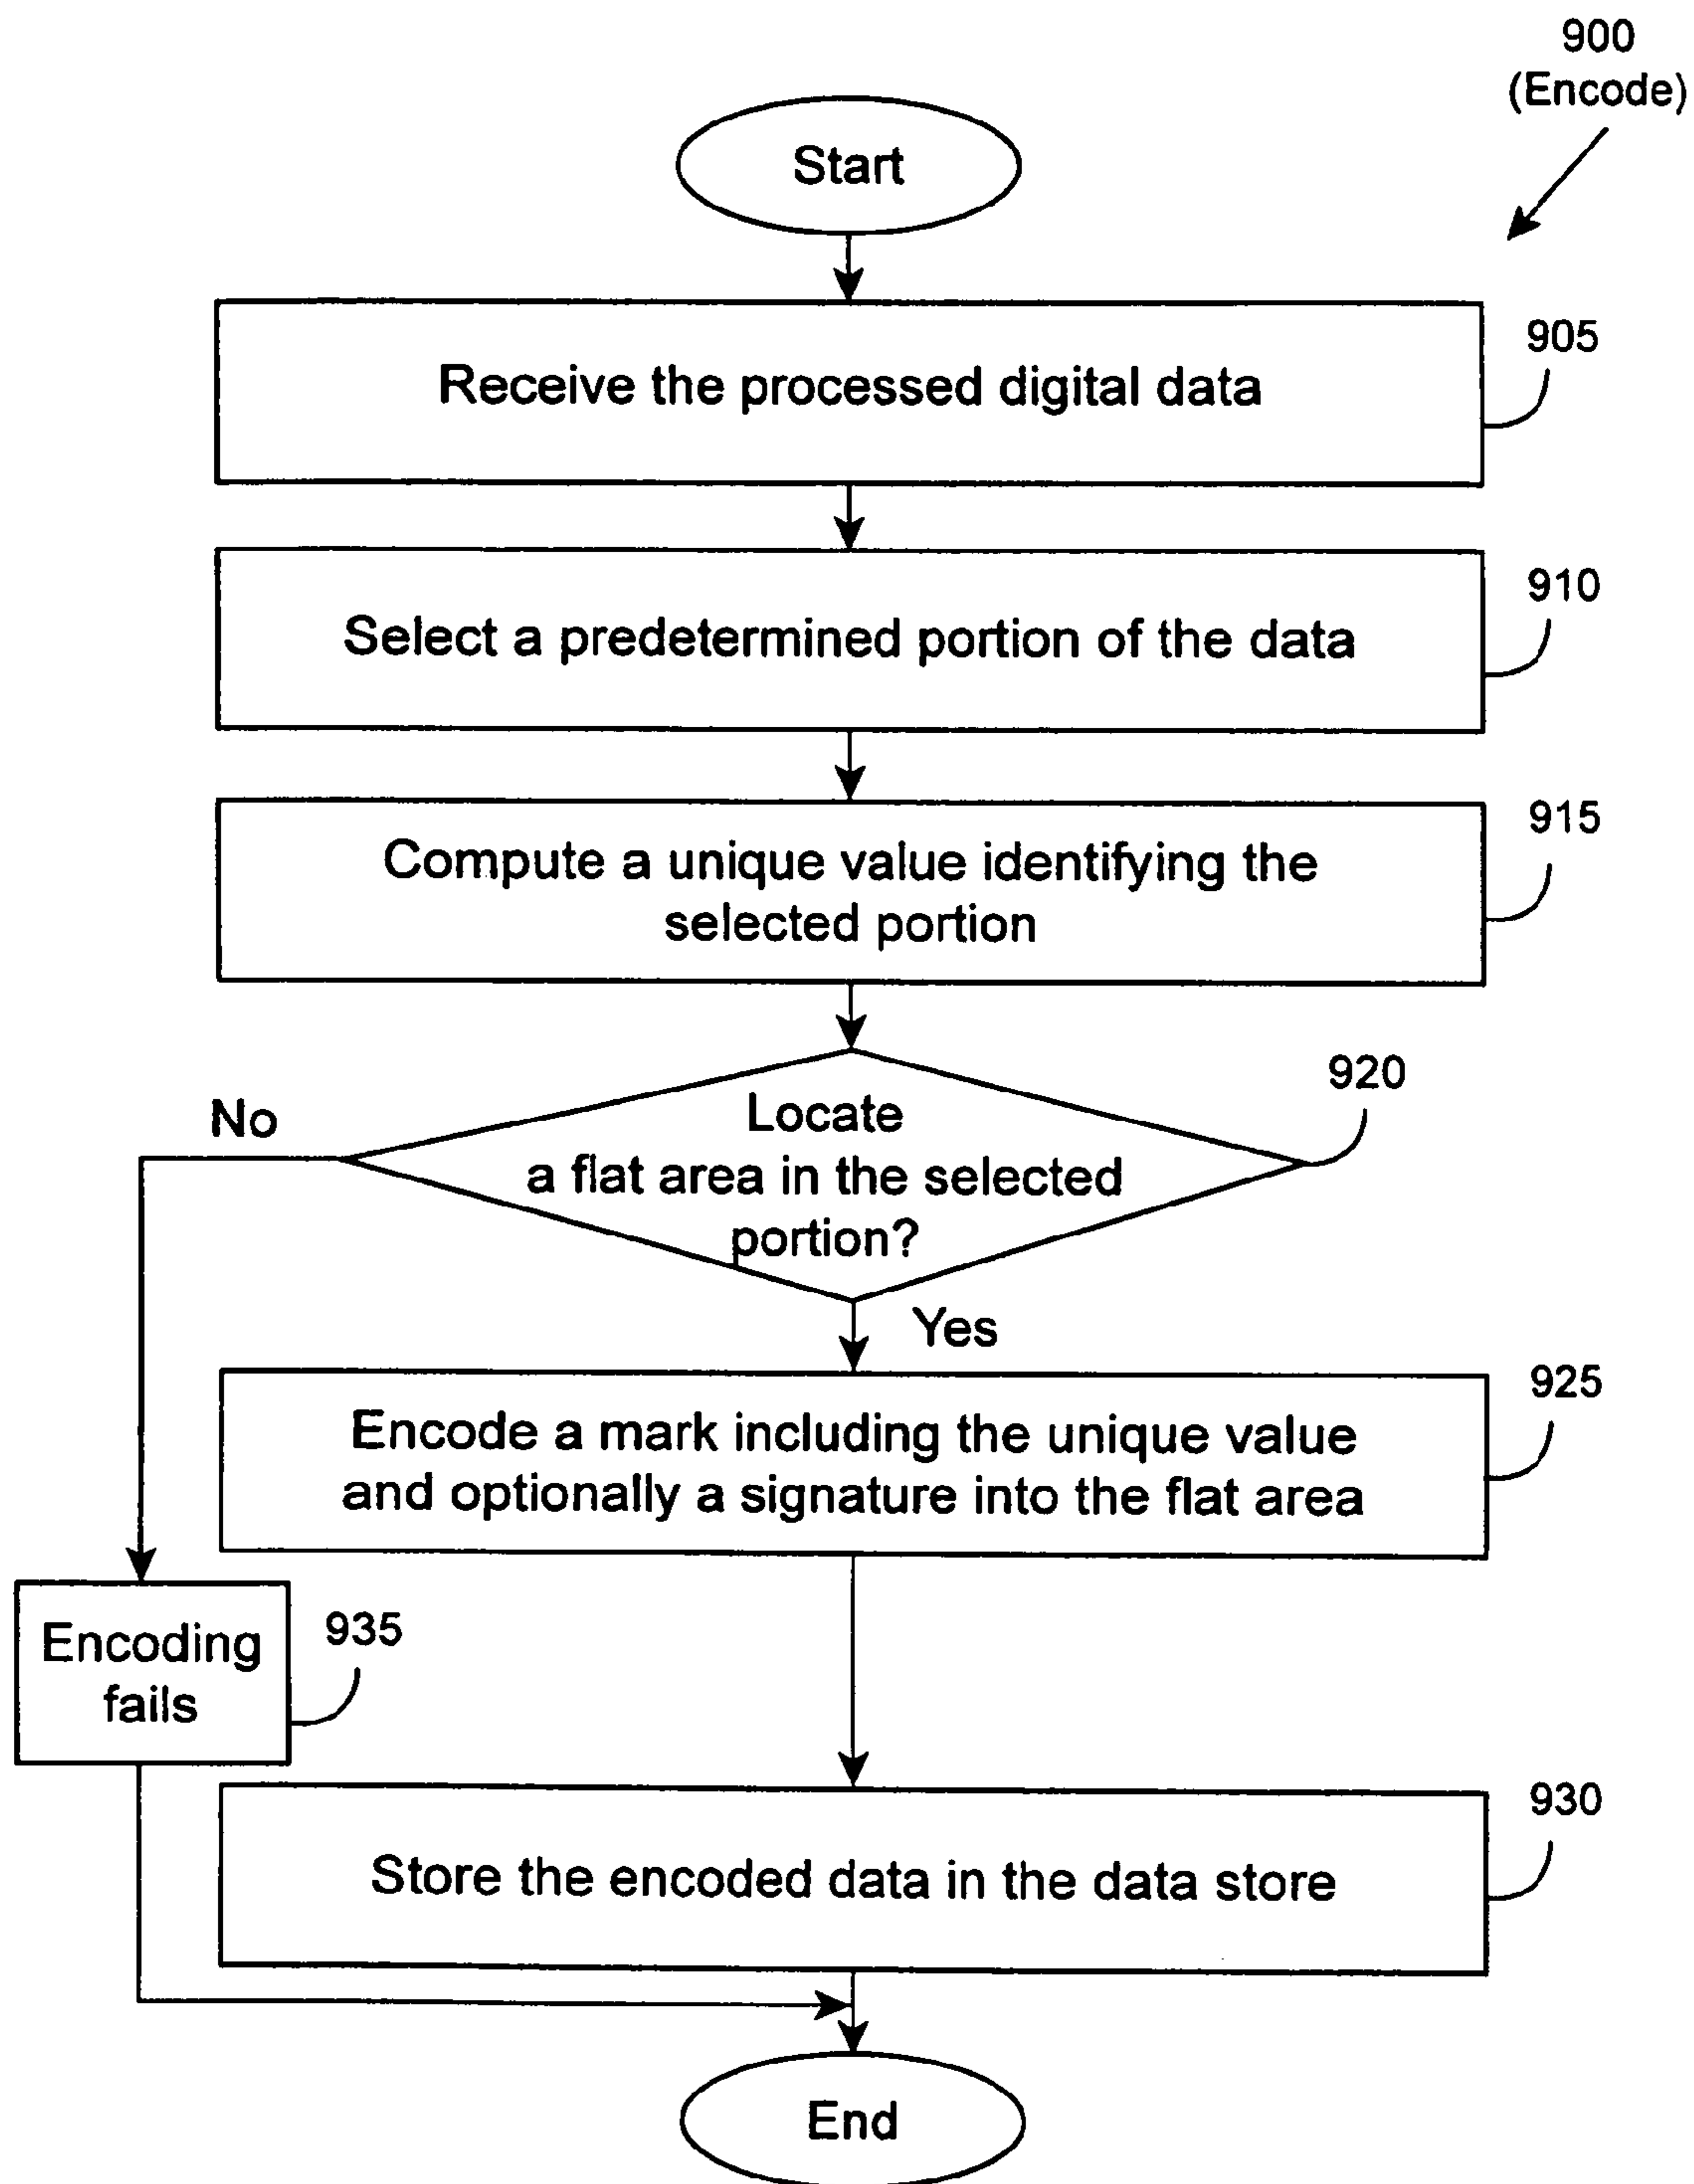 900
(Encode)
Start
Receive the processed digital data
905
Select a predetermined portion of the data
910
Compute a unique value identifying the
selected portion
915
Locate
a flat area in the selected
portion?
920
No
Yes
Encode a mark including the unique value
and optionally a signature into the flat area
925
Encoding
fails
935
Store the encoded data in the data store
930
End